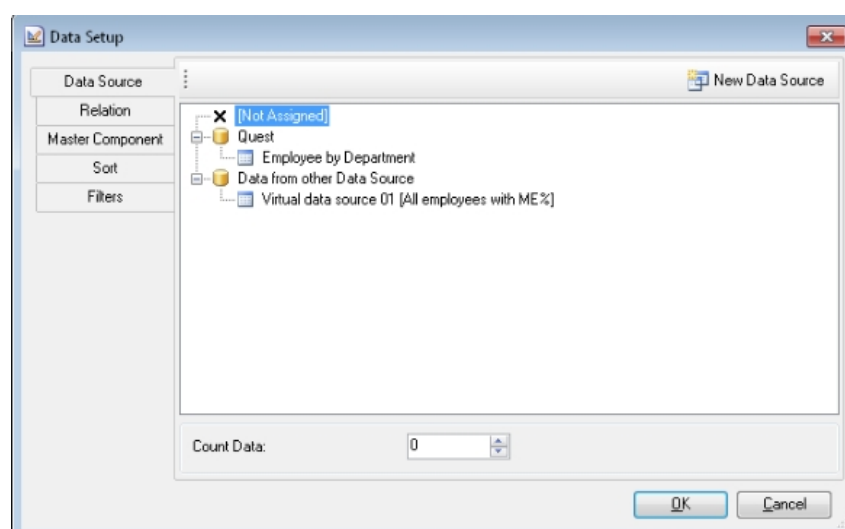 Data Setup
Data Source
New Data Source
Relation
[Not Assigned]
Master Component
Quest
Employee by Department
Sort
Data from other Data Source
Filters
Virtual data source 01 [All employees with ME%]
Count Data:
0
OK
Cancel